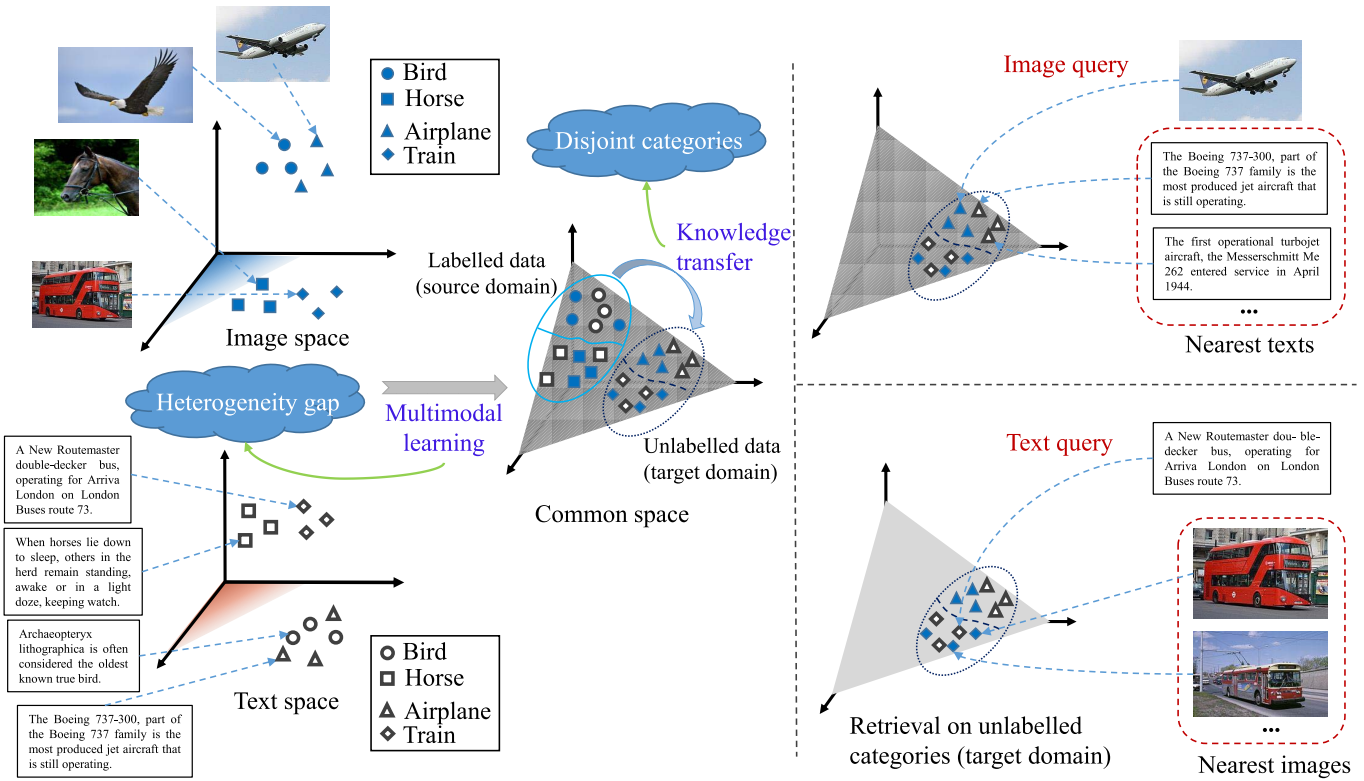 Bird
Horse
Airplane
Train
Image space
Heterogeneity gap
Multimodal
learning
A New Routemaster
double-decker bus,
operating for Arriva
London on London
Buses route 73.
When horses lie down
to sleep, others in the
herd remain standing,
awake or in a light
doze, keeping watch.
Archaeopteryx
lithographica is often
considered the oldest
known true bird.
The Boeing 737-300, part of
the Boeing 737 family is the
most produced jet aircraft that
is still operating.
Text space
Bird
Horse
Airplane
Train
Disjoint categories
Knowledge
transfer
Labelled data
(source domain)
Unlabelled data
(target domain)
Common space
Image query
The Boeing 737-300, part of
the Boeing 737 family is the
most produced jet aircraft that
is still operating.
The first operational turbojet
aircraft, the Messerschmitt Me
262 entered service in April
1944.
...
Nearest texts
Text query
A New Routemaster dou- ble-
decker bus, operating for
Arriva London on London
Buses route 73.
...
Nearest images
Retrieval on unlabelled
categories (target domain)